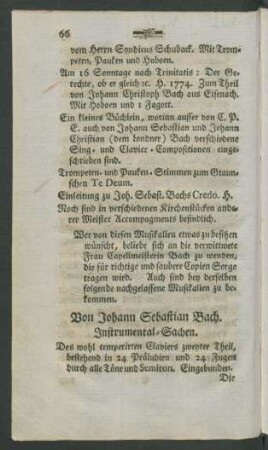 66
vom Herrn Syndicus Schuback. Mit Trom-
peten, Pauken und Hoboen.
Am 16 Sonntage nach Trinitatis: Der Ge-
rechte, ob er gleich ꝛc. H. 1774. Zum Theil
von Johann Christoph Bach aus Eisenach.
Mit Hoboen und 1 Fagott.
Ein kleines Büchlein, worinn ausser von C. P.
E. auch von Johann Sebastian und Johann
Christian (dem londner) Bach verschiedene
Sing- und Clavier-Compositionen einge-
schrieben sind.
Trompeten- und Pauken-Stimmen zum Graun-
schen Te Deum.
Einleitung zu Joh. Sebast. Bachs Credo. H.
Noch sind in verschiedenen Kirchenstücken ande-
rer Meister Accompagments befindlich.
Wer von diesen Musikalien etwas zu besitzen
wünscht, beliebe sich an die verwittwete
Frau Capellmeisterin Bach zu wenden,
die für richtige und saubere Copien Sorge
tragen wird. Auch sind bey derselben
folgende nachgelassene Musikalien zu be-
kommen.
Von Johann Sebastian Bach.
Instrumental-Sachen.
Des wohl temperirten Claviers zweyter Theil,
bestehend in 24 Präludien und 24 Fugen
durch alle Töne und Semiton. Eingebunden.
Die